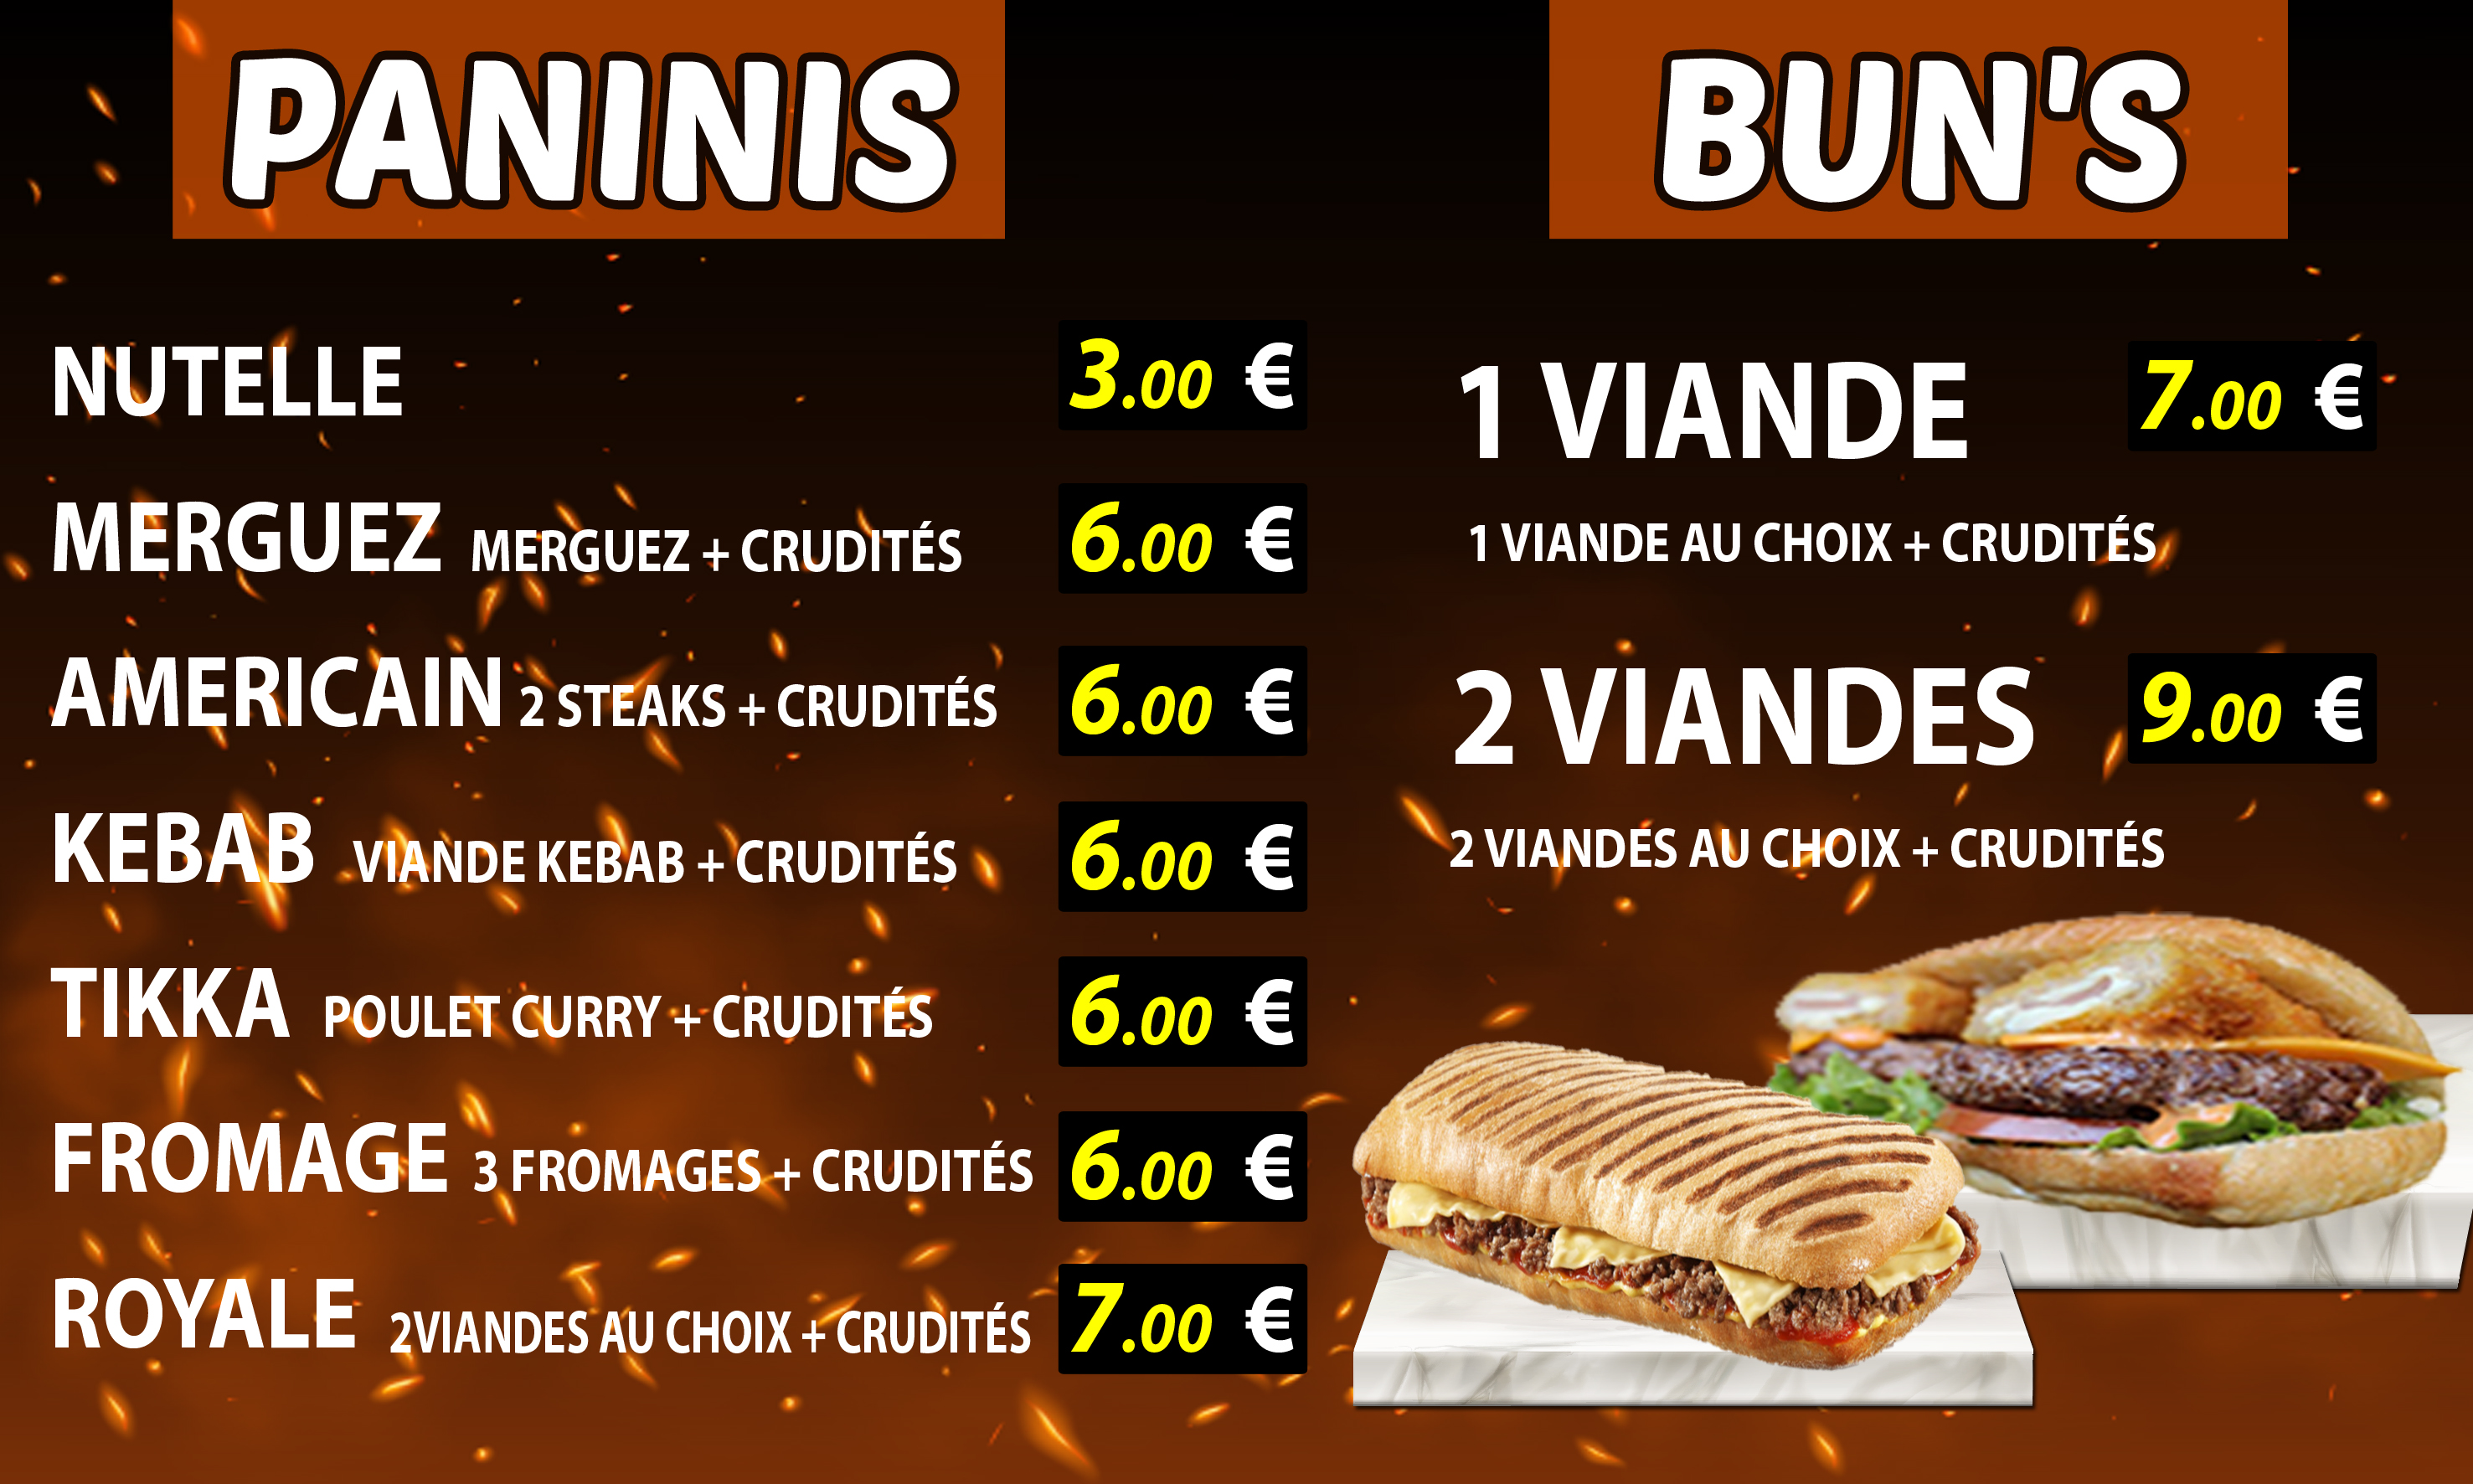 PANINIS
NUTELLE 3.00 €
MERGUEZ MERGUEZ + CRUDITÉS 6.00 €
AMERICAIN 2 STEAKS + CRUDITÉS 6.00 €
KEBAB VIANDE KEBAB + CRUDITÉS 6.00 €
TIKKA POULET CURRY + CRUDITÉS 6.00 €
FROMAGE 3 FROMAGES + CRUDITÉS 6.00 €
ROYALE 2VIANDES AU CHOIX + CRUDITÉS 7.00 €
BUN'S
1 VIANDE 7.00 €
1 VIANDE AU CHOIX + CRUDITÉS
2 VIANDES 9.00 €
2 VIANDES AU CHOIX + CRUDITÉS